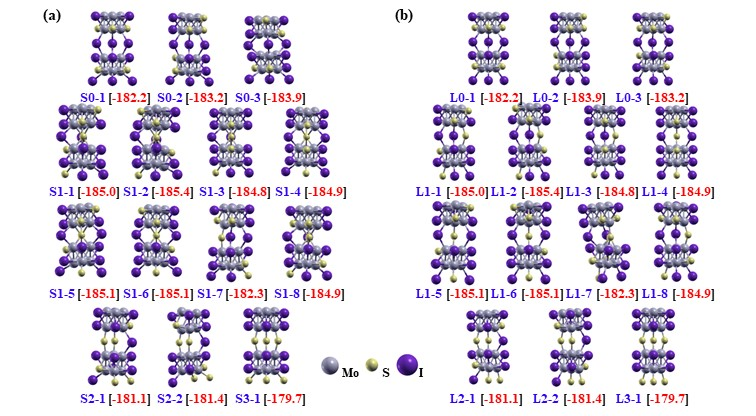 (a) (b)
S0-1 [-182.2] S0-2 [-183.2] S0-3 [-183.9] L0-1 [-182.2] L0-2 [-183.9] L0-3 [-183.2]
S1-1 [-185.0] S1-2 [-185.4] S1-3 [-184.8] S1-4 [-184.9] L1-1 [-185.0] L1-2 [-185.4] L1-3 [-184.8] L1-4 [-184.9]
S1-5 [-185.1] S1-6 [-185.1] S1-7 [-182.3] S1-8 [-184.9] L1-5 [-185.1] L1-6 [-185.1] L1-7 [-182.3] L1-8 [-184.9]
Mo S I
S2-1 [-181.1] S2-2 [-181.4] S3-1 [-179.7] L2-1 [-181.1] L2-2 [-181.4] L3-1 [-179.7]